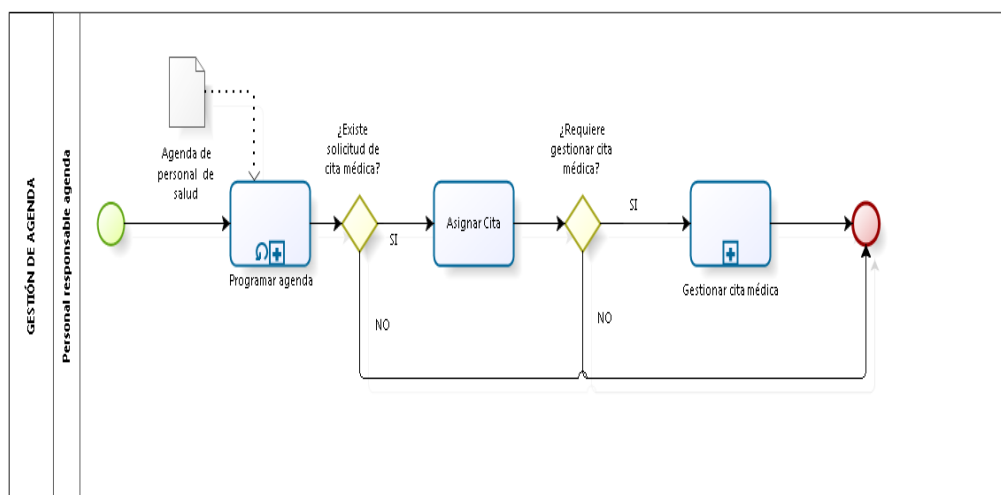 GESTIÓN DE AGENDA
Personal responsable agenda
Agenda de
personal de
salud
Programar agenda
¿Existe
solicitud de
cita médica?
SI
NO
Asignar Cita
¿Requiere
gestionar cita
médica?
SI
NO
Gestionar cita médica